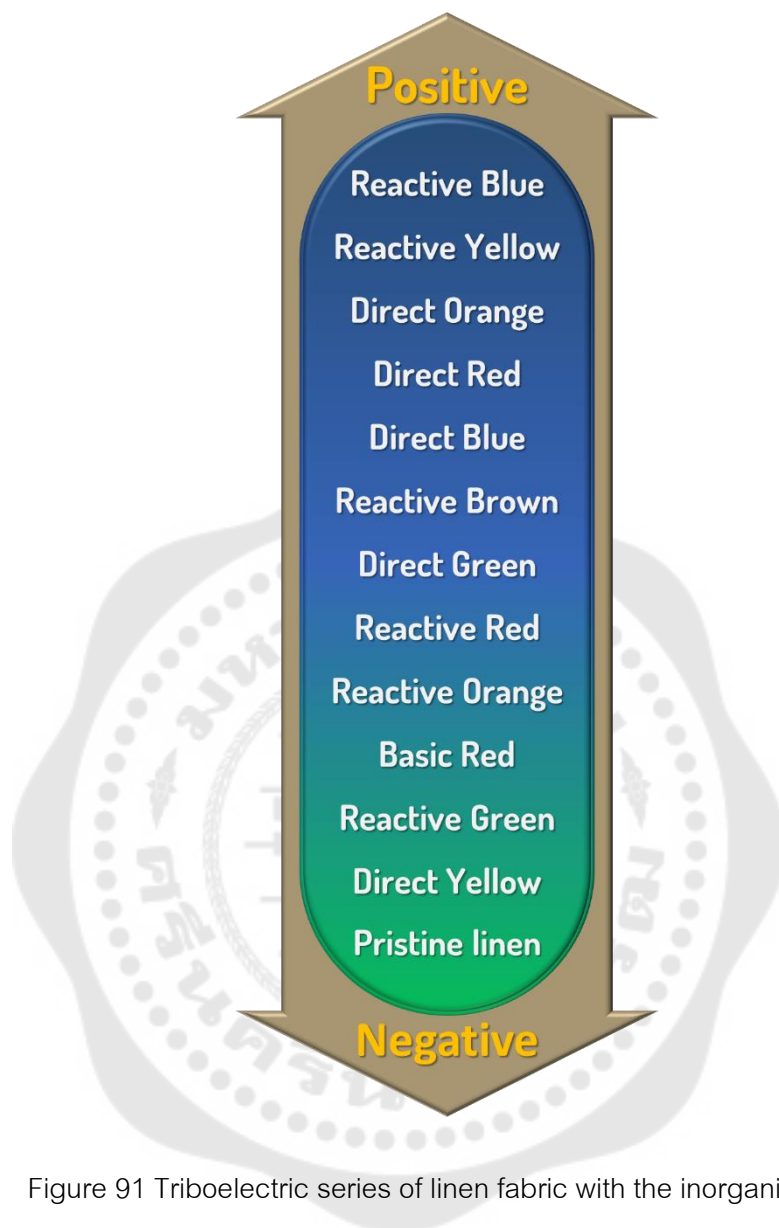 Positive
Reactive Blue
Reactive Yellow
Direct Orange
Direct Red
Direct Blue
Reactive Brown
Direct Green
Reactive Red
Reactive Orange
Basic Red
Reactive Green
Direct Yellow
Pristine linen
Negative
Figure 91 Triboelectric series of linen fabric with the inorgani